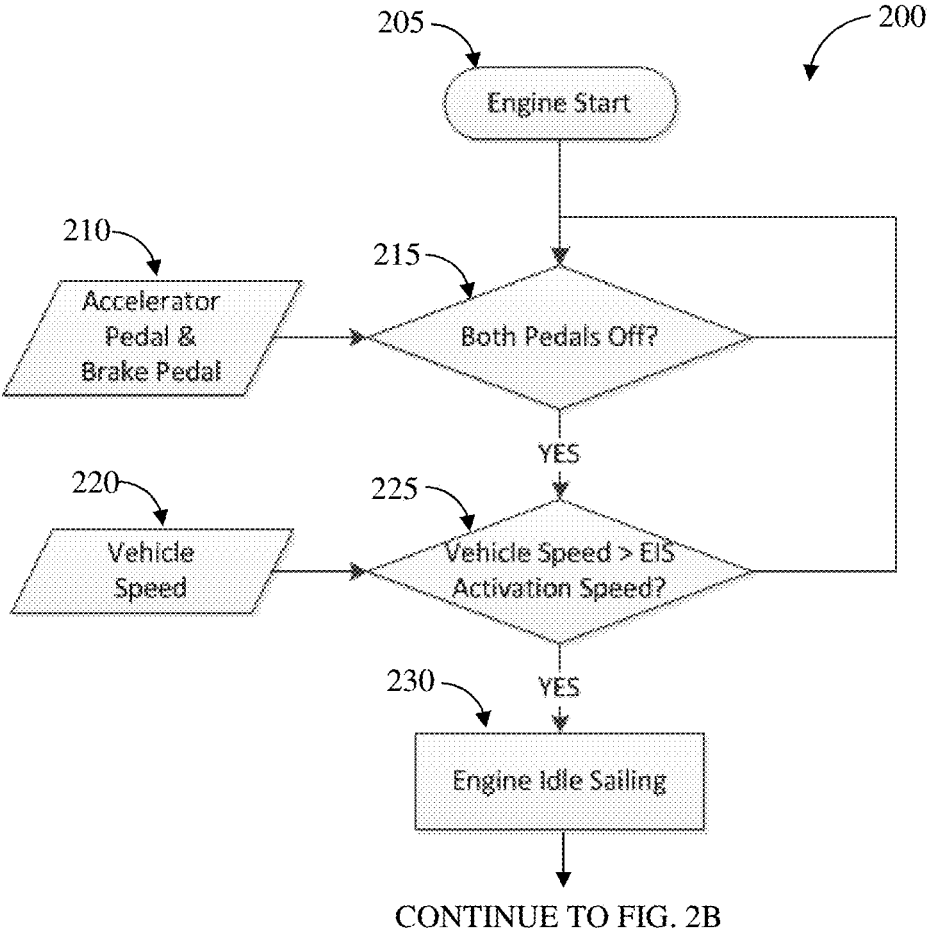 200
205
Engine Start
210
215
Accelerator
Pedal &
Brake Pedal
Both Pedals Off?
YES
220
225
Vehicle
Speed
Vehicle Speed > EIS
Activation Speed?
YES
230
Engine Idle Sailing
CONTINUE TO FIG. 2B